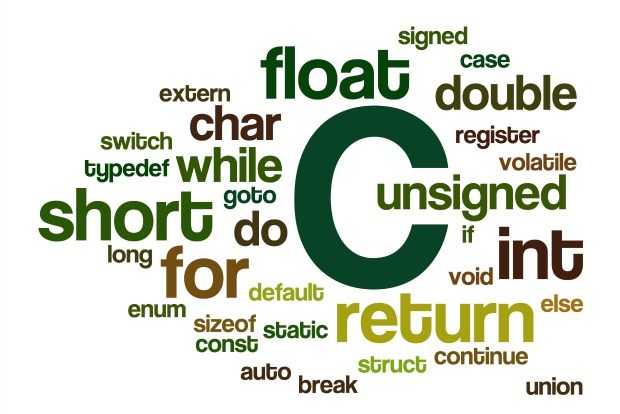 signed
float
case
extern
double
char
register
switch
C
typedef
while
volatile
goto
unsigned
short
do
if
long
for
int
void
default
enum
else
sizeof
static
return
const
struct
continue
auto
break
union